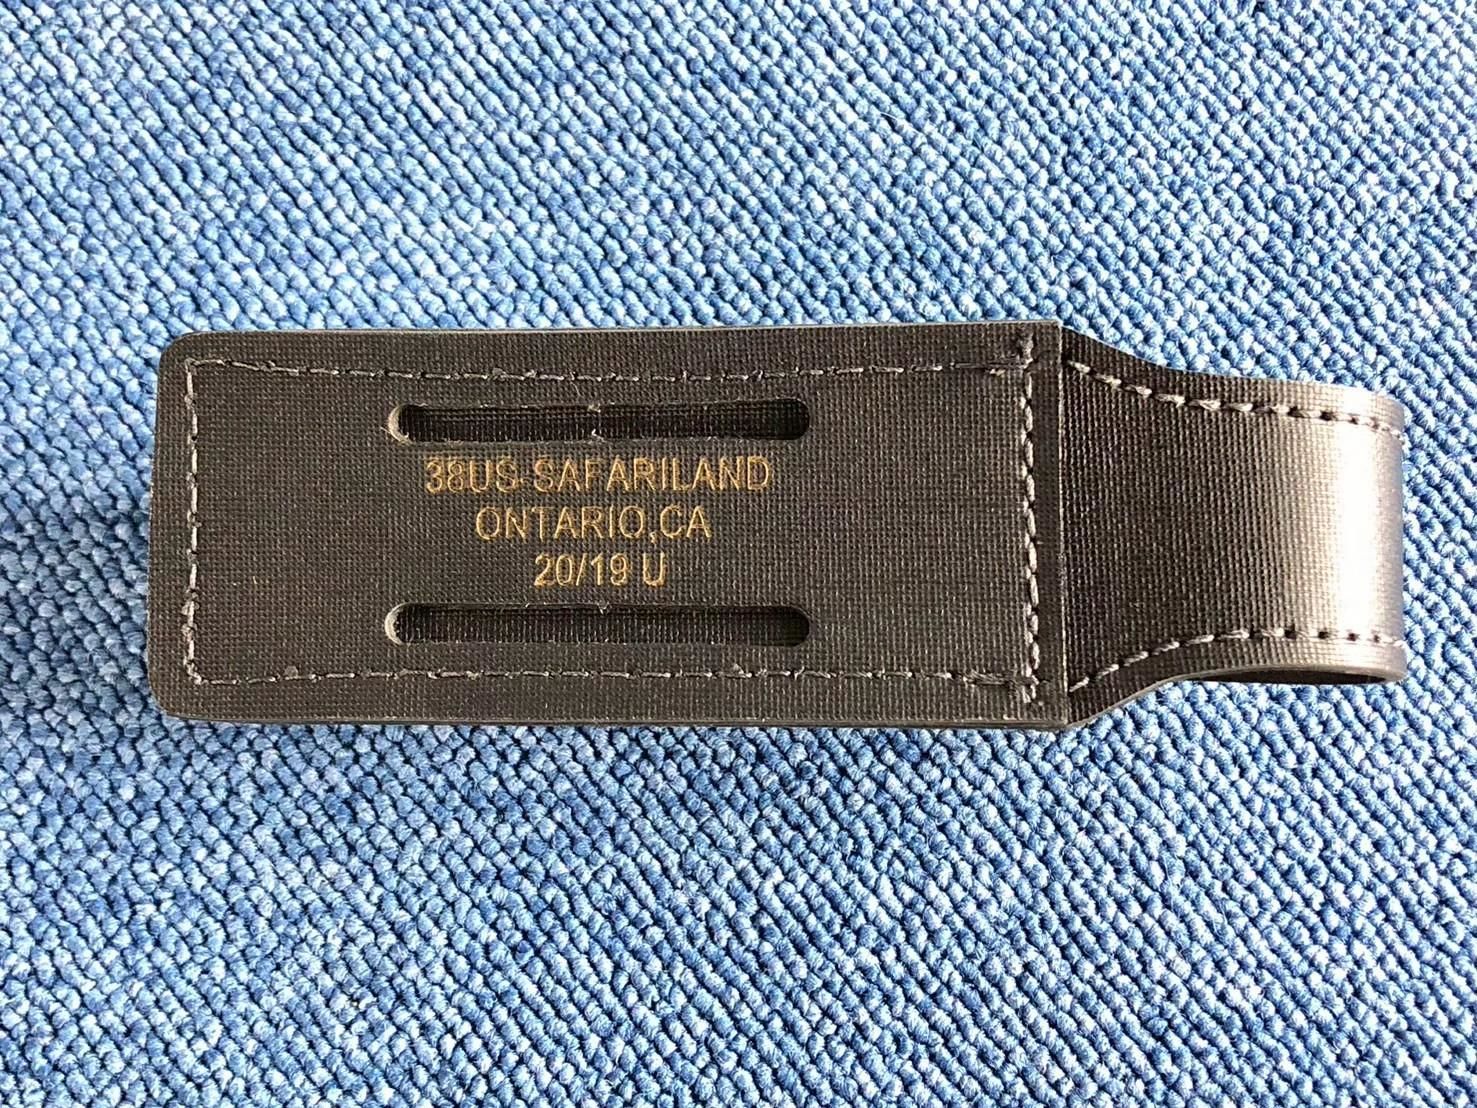 38US-SAFARILAND
ONTARIO,CA
20/19 U